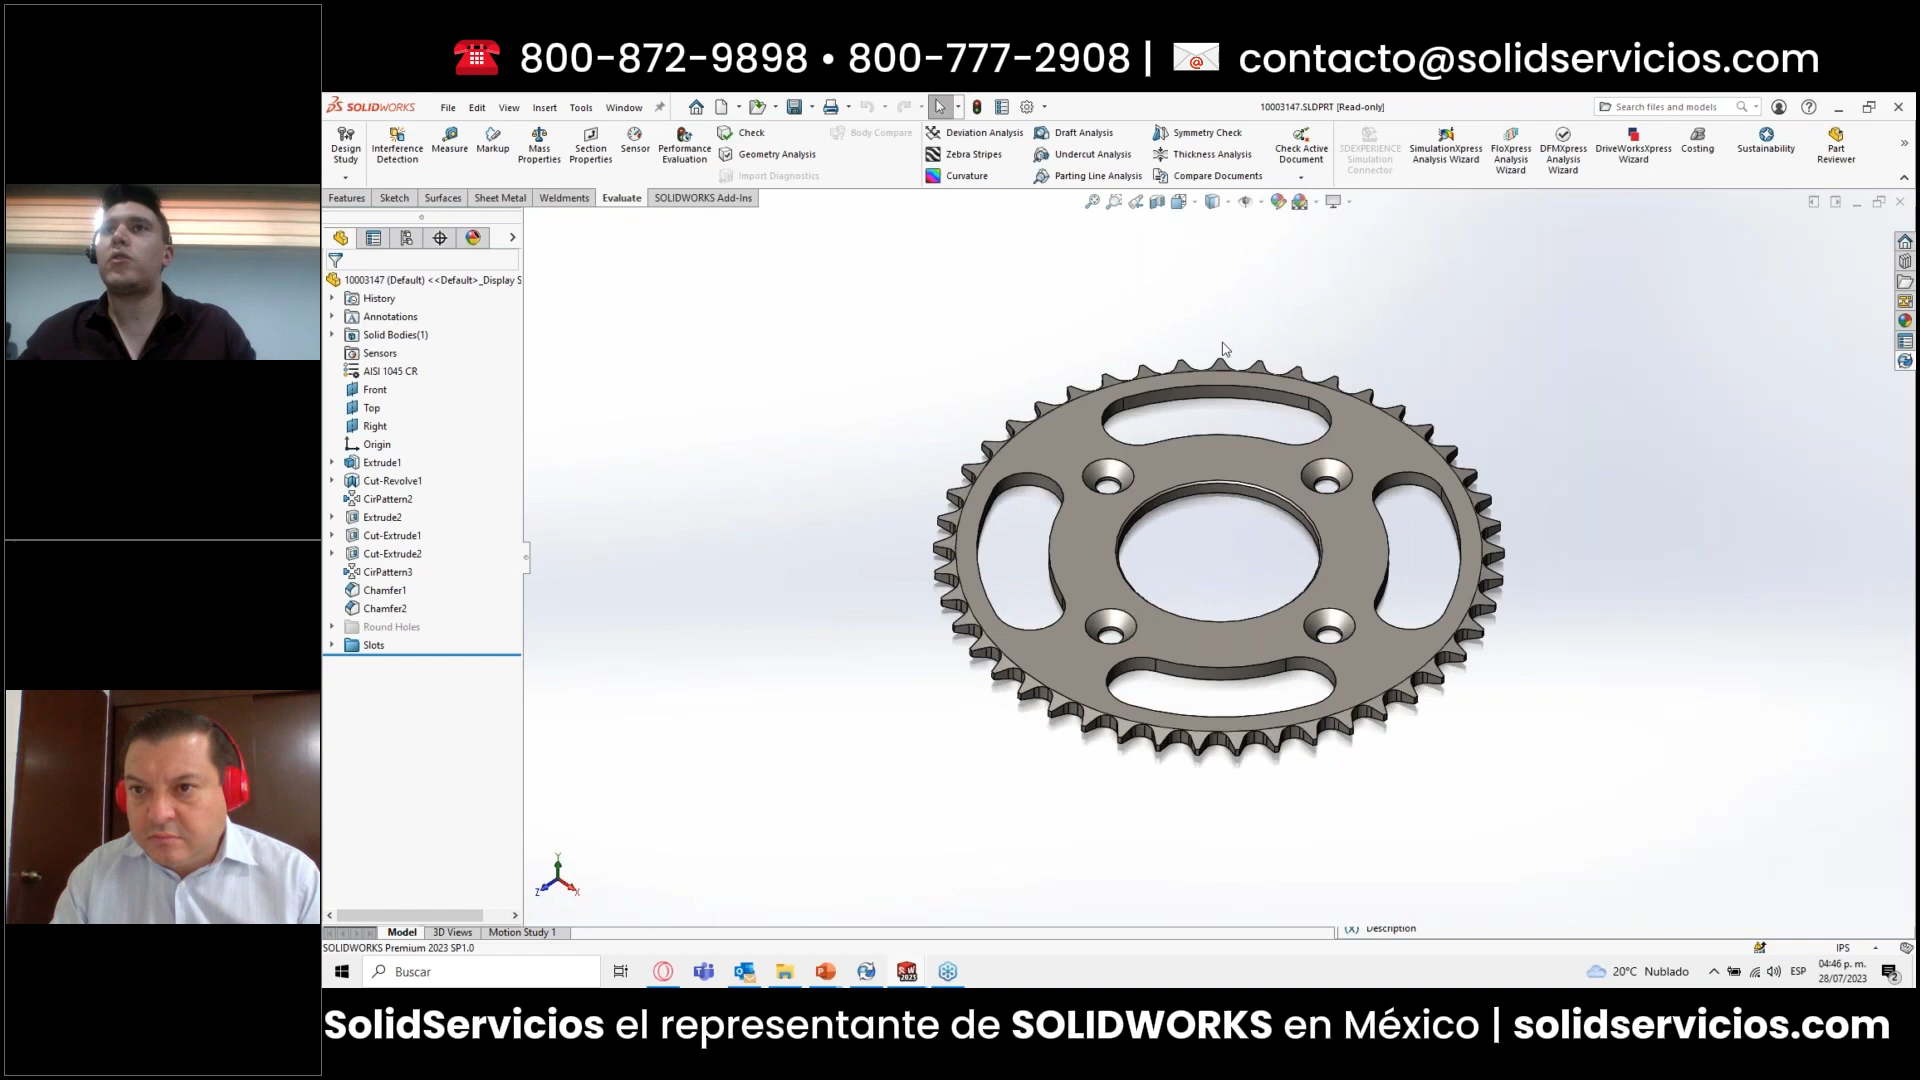 800-872-9898 • 800-777-2908 | contacto@solidservicios.com
SOLIDWORKS File Edit View Insert Tools Window 10003147.SLDPRT [Read-only] Search files and models
Design Study
Interference Detection
Measure
Markup
Mass Properties
Section Properties
Sensor
Performance Evaluation
Check
Geometry Analysis
Import Diagnostics
Body Compare
Deviation Analysis
Zebra Stripes
Curvature
Draft Analysis
Undercut Analysis
Parting Line Analysis
Symmetry Check
Thickness Analysis
Compare Documents
Check Active Document
3DEXPERIENCE Simulation Connector
SimulationXpress Analysis Wizard
FloXpress Analysis Wizard
DFMXpress Analysis Wizard
DriveWorksXpress Wizard
Costing
Sustainability
Part Reviewer
Features Sketch Surfaces Sheet Metal Weldments Evaluate SOLIDWORKS Add-Ins
10003147 (Default) <<Default>_Display S
History
Annotations
Solid Bodies(1)
Sensors
AISI 1045 CR
Front
Top
Right
Origin
Extrude1
Cut-Revolve1
CirPattern2
Extrude2
Cut-Extrude1
Cut-Extrude2
CirPattern3
Chamfer1
Chamfer2
Round Holes
Slots
Y
Z X
Model 3D Views Motion Study 1
(X) Description
SOLIDWORKS Premium 2023 SP1.0 IPS
Buscar
20°C Nublado ESP
04:46 p. m.
28/07/2023
2
SolidServicios el representante de SOLIDWORKS en México | solidservicios.com